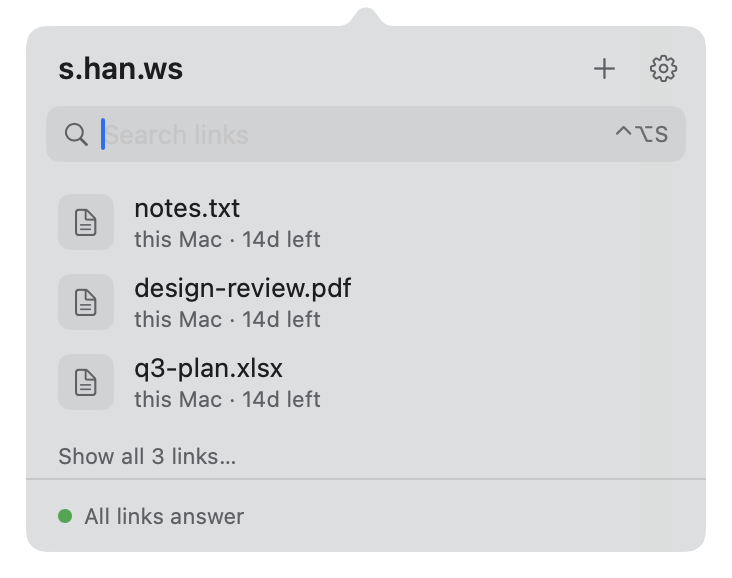 s.han.ws
Search links
^⌥S
notes.txt
this Mac · 14d left
design-review.pdf
this Mac · 14d left
q3-plan.xlsx
this Mac · 14d left
Show all 3 links…
All links answer